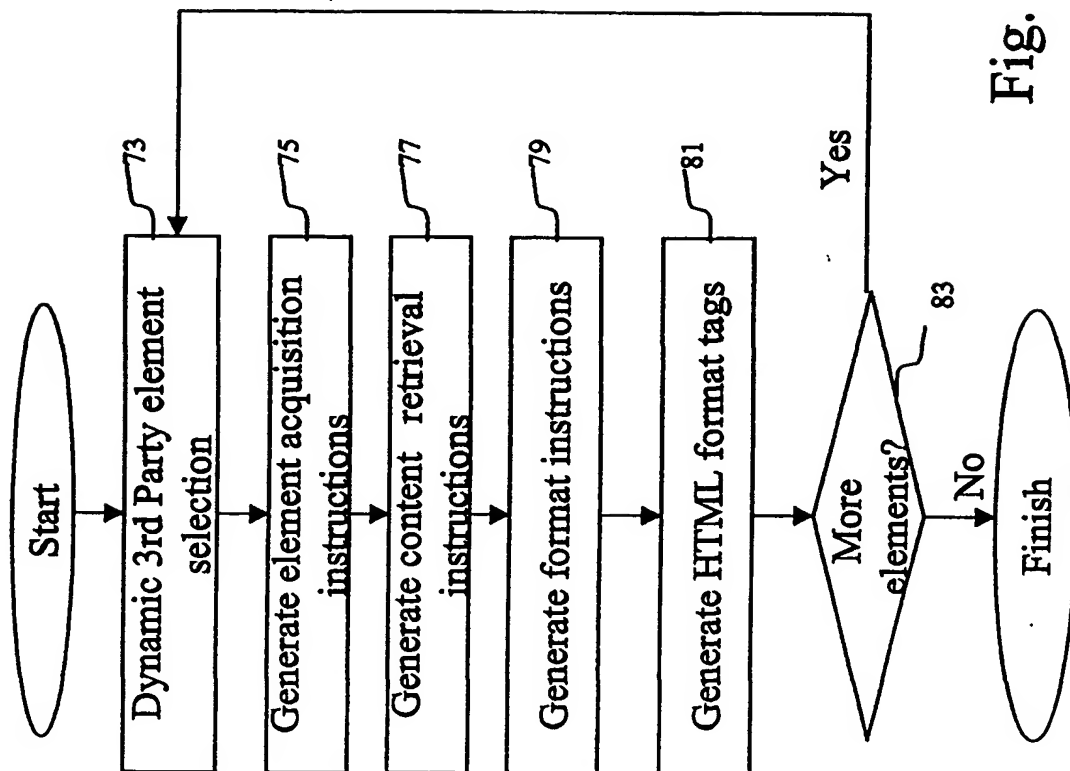 Start
Dynamic 3rd Party element
selection
73
Generate element acquisition
instructions
75
Generate content retrieval
instructions
77
Generate format instructions
79
Generate HTML format tags
81
More
elements?
83
Yes
No
Finish
Fig.